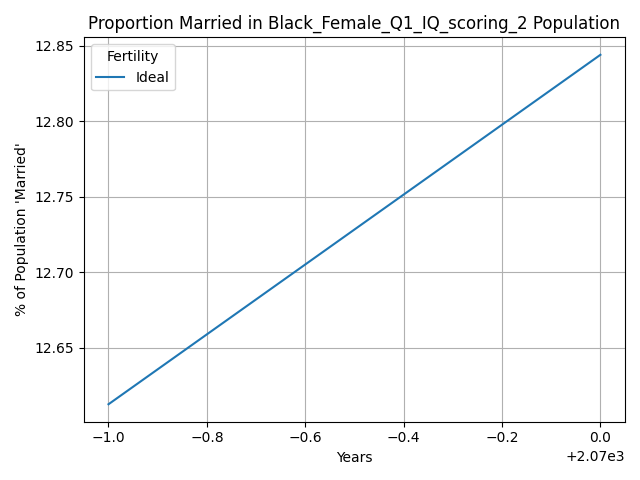 Proportion Married in Black_Female_Q1_IQ_scoring_2 Population
Fertility
Ideal
% of Population 'Married'
12.85
12.80
12.75
12.70
12.65
−1.0 −0.8 −0.6 −0.4 −0.2 0.0
+2.07e3
Years